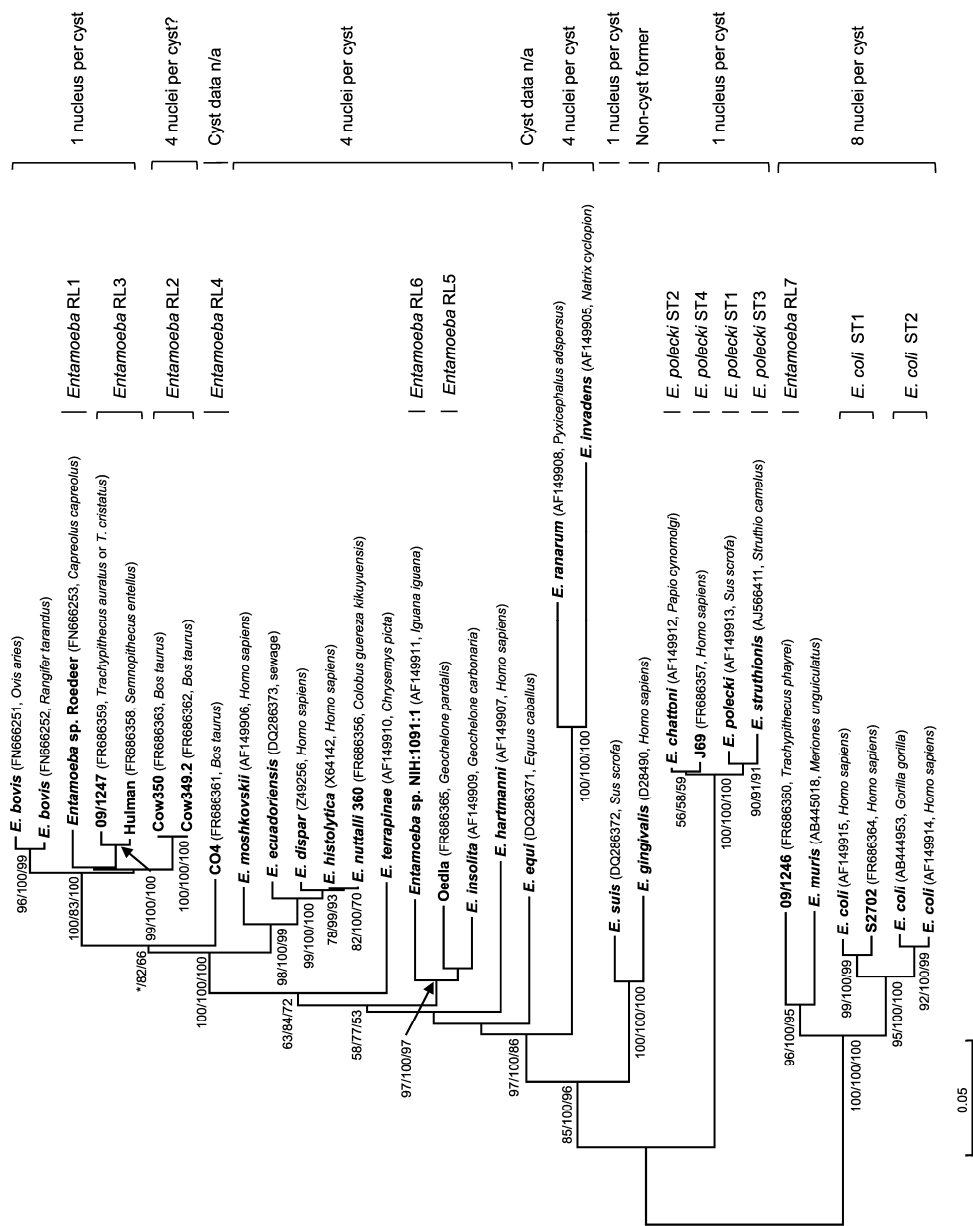 E. bovis (FN666251, Ovis aries)
E. bovis (FN666252, Rangifer tarandus)
Entamoeba sp. Roeder (FN666253, Capreolus capreolus)
09/1247 (FR686359, Trachypithecus auratus or T. cristatus)
Hulman (FR686358, Semnopithecus entellus)
Cow350 (FR686363, Bos taurus)
Cow349.2 (FR686362, Bos taurus)
CO4 (FR686361, Bos taurus)
E. moshkovskii (AF149906, Homo sapiens)
E. ecuadoriensis (DQ286373, sewage)
E. dispar (Z49256, Homo sapiens)
E. histolytica (X64142, Homo sapiens)
E. nuttalli 360 (FR686356, Colobus guereza kikuyuensis)
E. terrapinae (AF149910, Chrysemys picta)
Entamoeba sp. NIH:1091:1 (AF149911, Iguana iguana)
Oedla (FR686365, Geochelone pardalis)
E. insolita (AF149909, Geochelone carbonaria)
E. hartmanni (AF149907, Homo sapiens)
E. equi (DQ286371, Equus caballus)
E. ranarum (AF149908, Pyxicephalus adspersus)
E. invadens (AF149905, Natrix cyclopion)
E. suis (DQ286372, Sus scrofa)
E. gingivalis (D28490, Homo sapiens)
E. chattoni (AF149912, Papio cynomolgi)
J69 (FR686357, Homo sapiens)
E. polecki (AF149913, Sus scrofa)
E. struthionis (AJ566411, Struthio camelus)
09/1246 (FR686360, Trachypithecus phayrei)
E. muris (AB445018, Meriones unguiculatus)
E. coli (AF149915, Homo sapiens)
S2702 (FR686364, Homo sapiens)
E. coli (AB444953, Gorilla gorilla)
E. coli (AF149914, Homo sapiens)
96/100/99
100/83/100
99/100/100
100/100/100
*/82/66
100/100/100
98/100/99
99/100/100
78/99/93
82/100/70
63/84/72
58/77/53
97/100/97
97/100/86
100/100/100
85/100/96
100/100/100
56/58/59
100/100/100
90/91/91
96/100/95
100/100/100
99/100/99
95/100/100
92/100/99
0.05
Entamoeba RL1
Entamoeba RL3
Entamoeba RL2
Entamoeba RL4
Entamoeba RL6
Entamoeba RL5
E. polecki ST2
E. polecki ST4
E. polecki ST1
E. polecki ST3
Entamoeba RL7
E. coli ST1
E. coli ST2
1 nucleus per cyst
4 nuclei per cyst?
Cyst data n/a
4 nuclei per cyst
Cyst data n/a
4 nuclei per cyst
1 nucleus per cyst
Non-cyst former
1 nucleus per cyst
8 nuclei per cyst